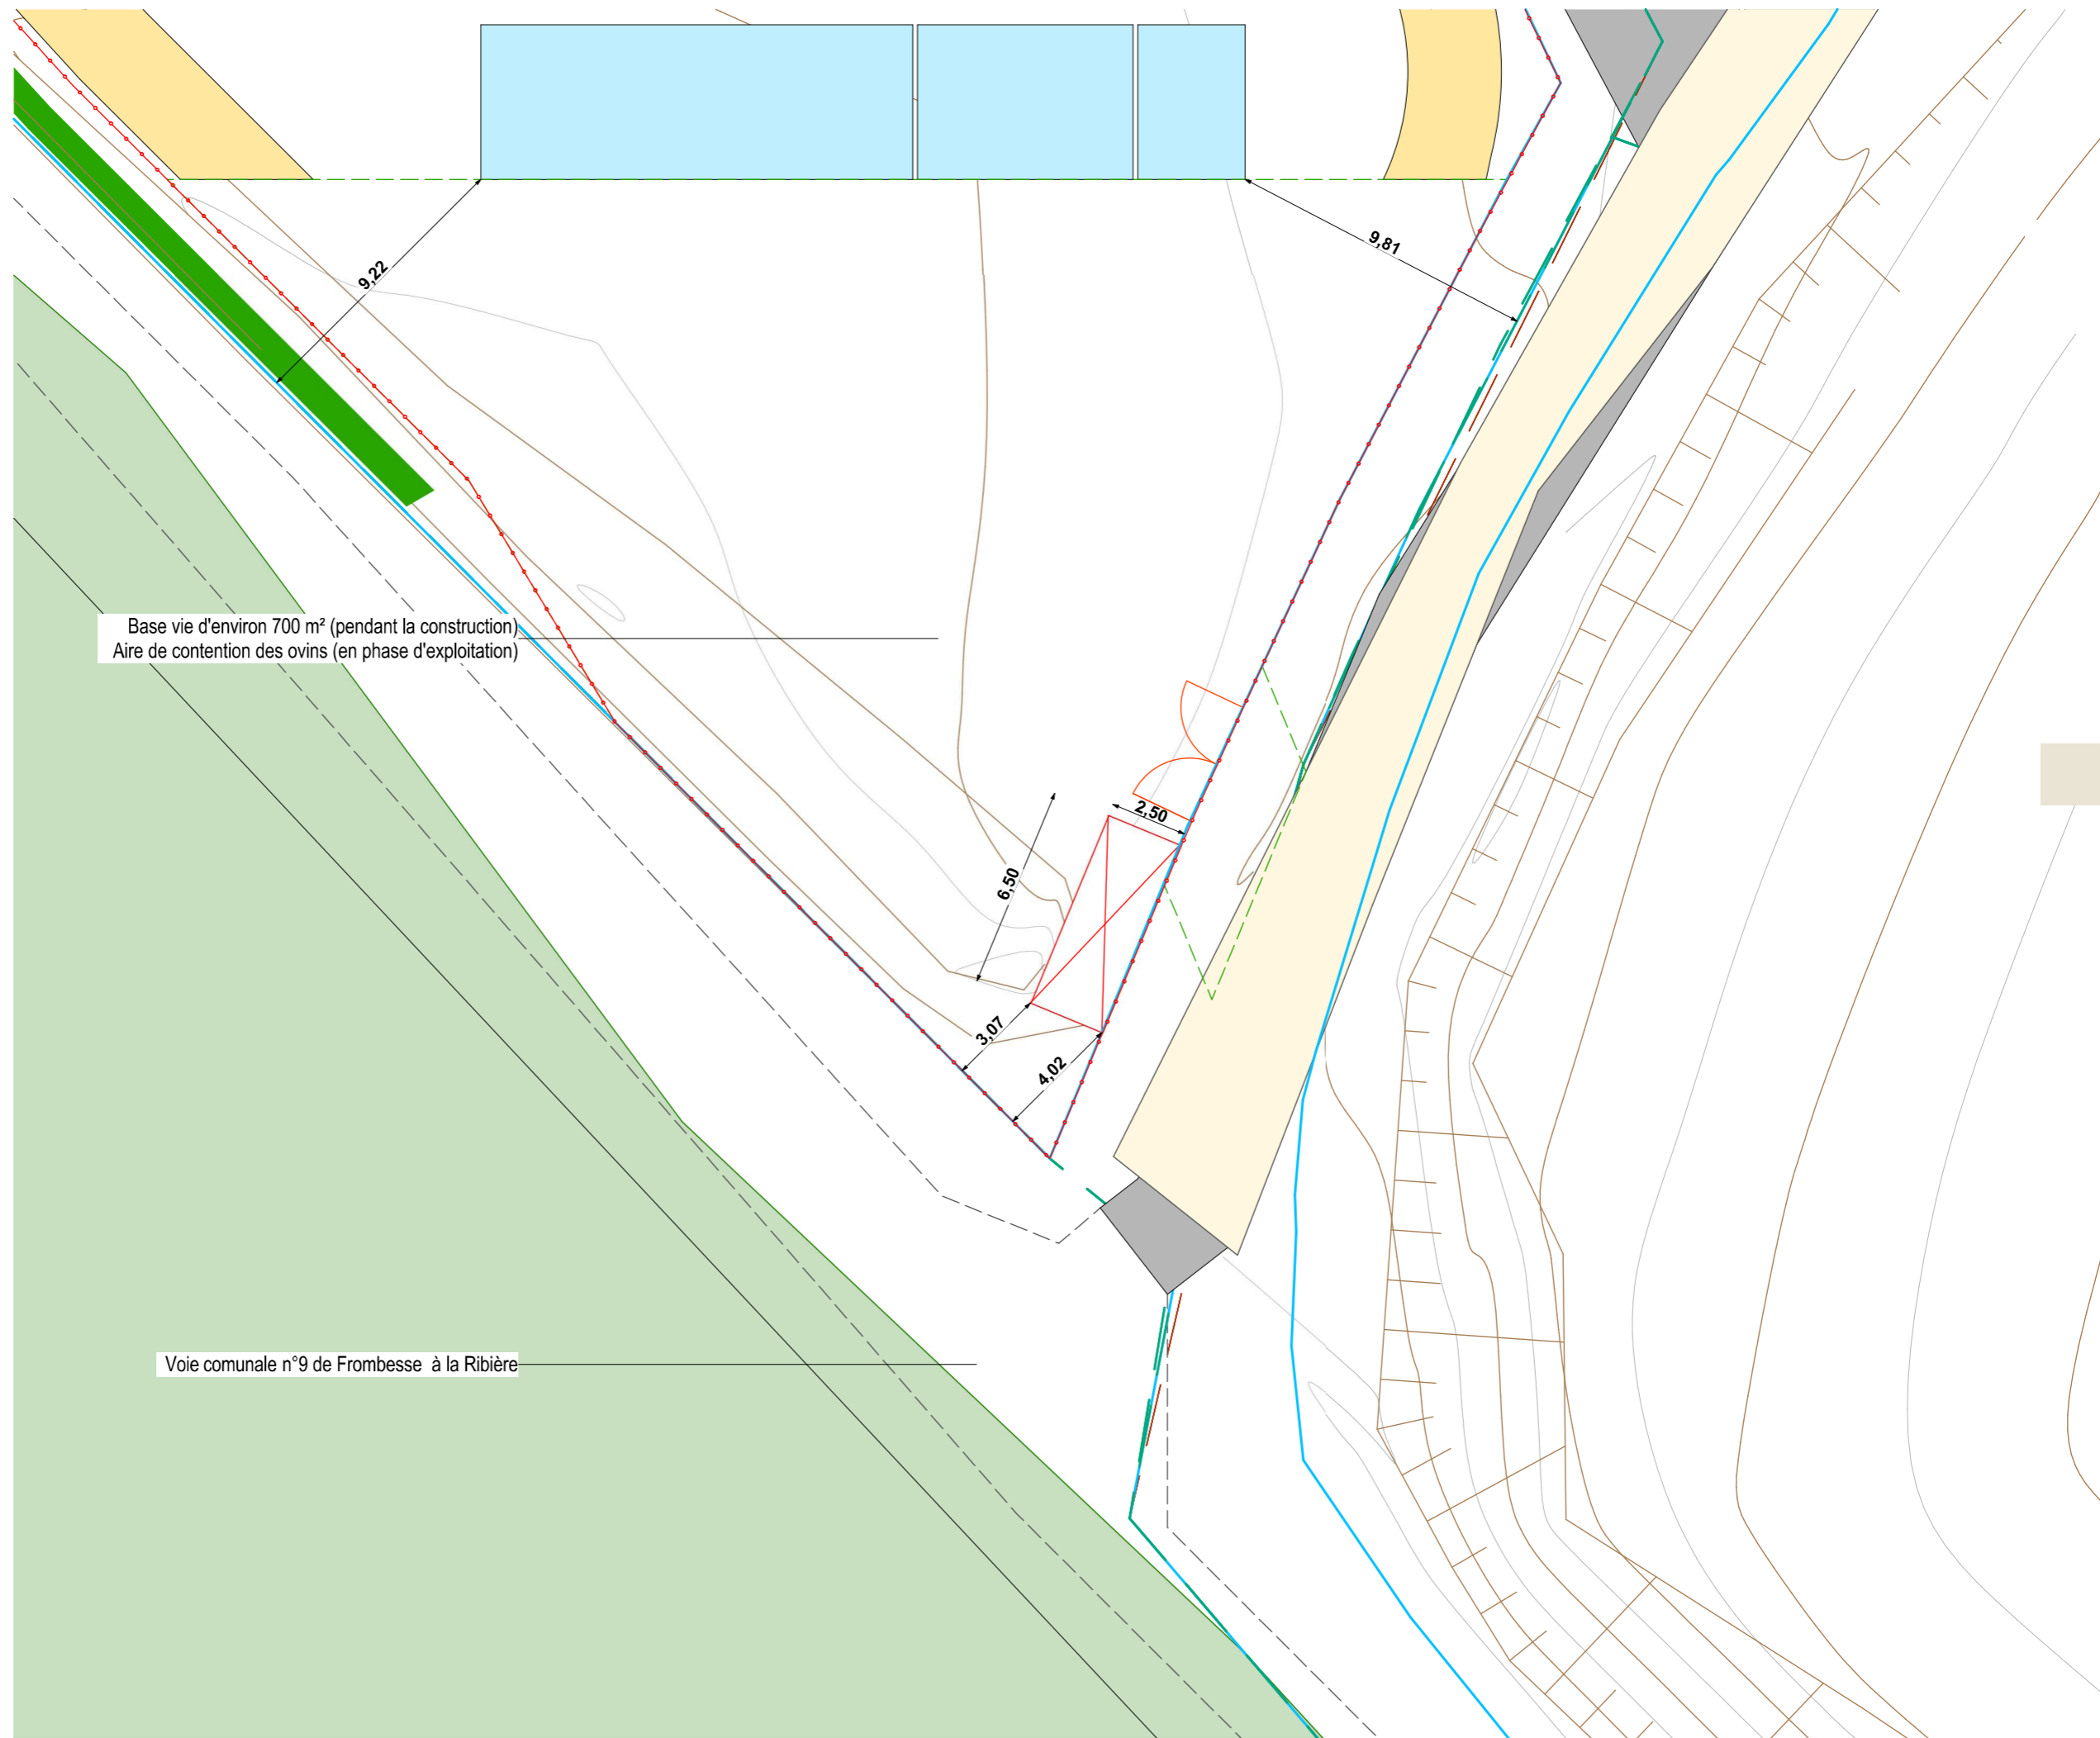 9,22
9,81
Base vie d'environ 700 m² (pendant la construction)
Aire de contention des ovins (en phase d'exploitation)
2,50
6,50
3,07
4,02
Voie comunale n°9 de Frombesse à la Ribière